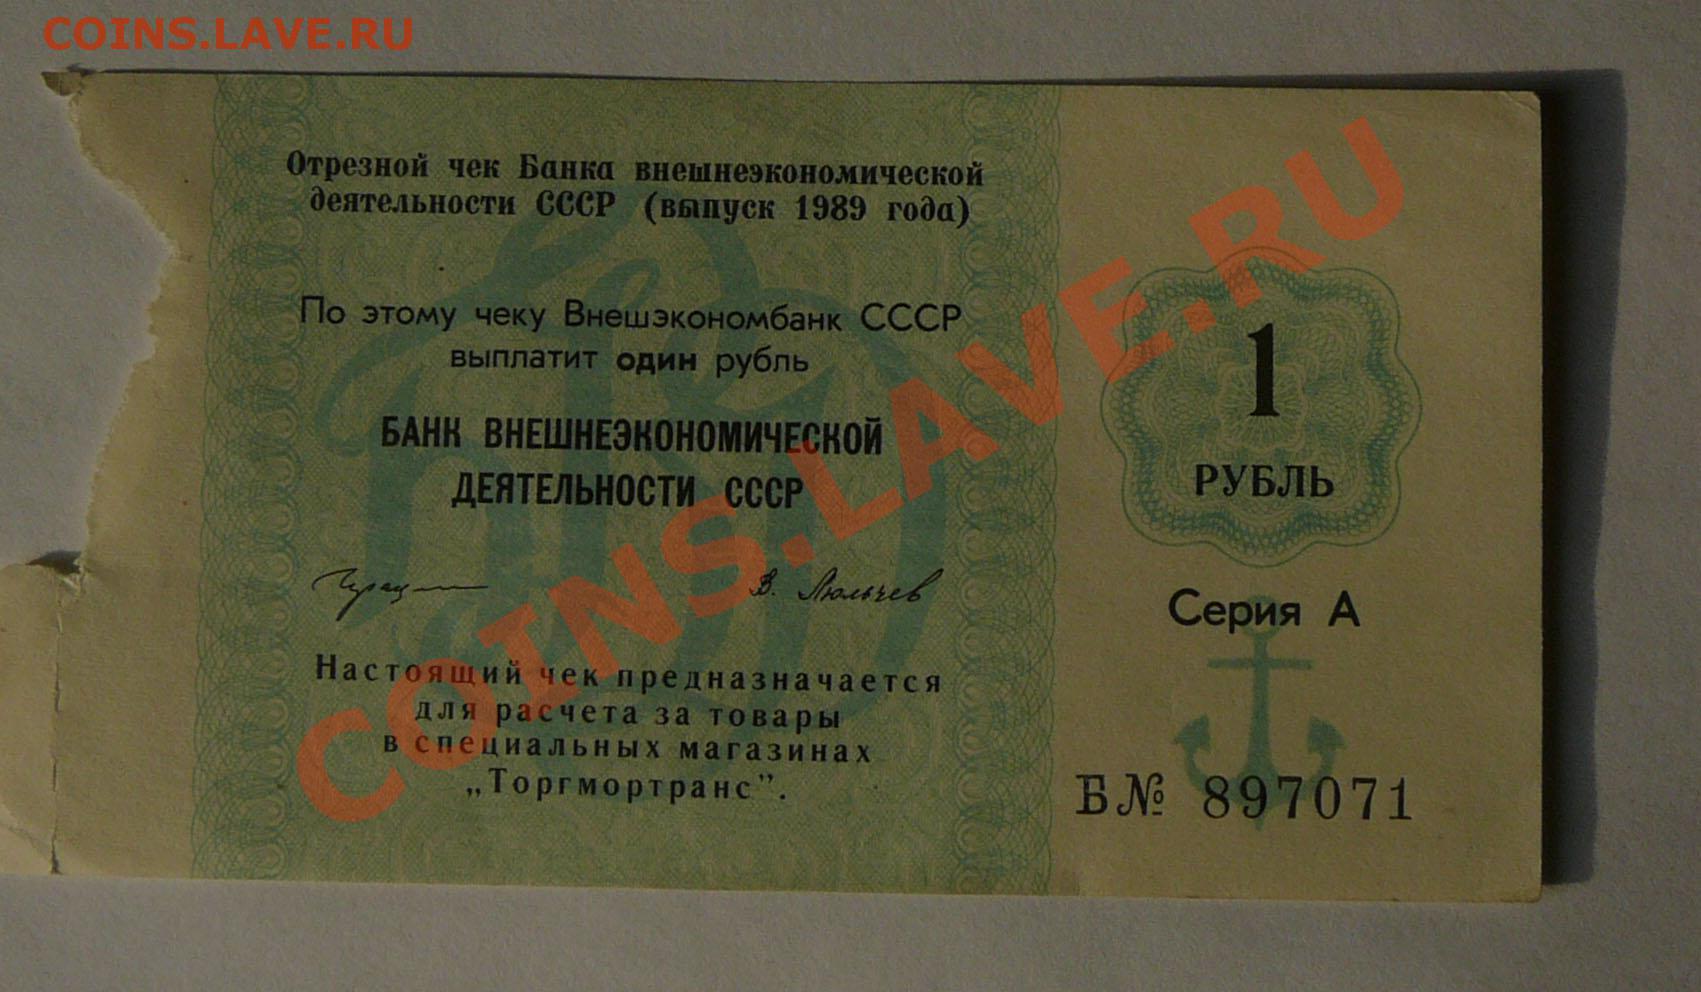 COINS.LAVE.RU
Отрезной чек Банка внешнеэкономической
деятельности СССР (выпуск 1989 года)
По этому чеку Внешэкономбанк СССР
выплатит один рубль
БАНК ВНЕШНЕЭКОНОМИЧЕСКОЙ
ДЕЯТЕЛЬНОСТИ СССР
В. Люльчев
Настоящий чек предназначается
для расчета за товары
в специальных магазинах
„Торгмортранс".
1
РУБЛЬ
Серия А
Б№ 897071
COINS.LAVE.RU